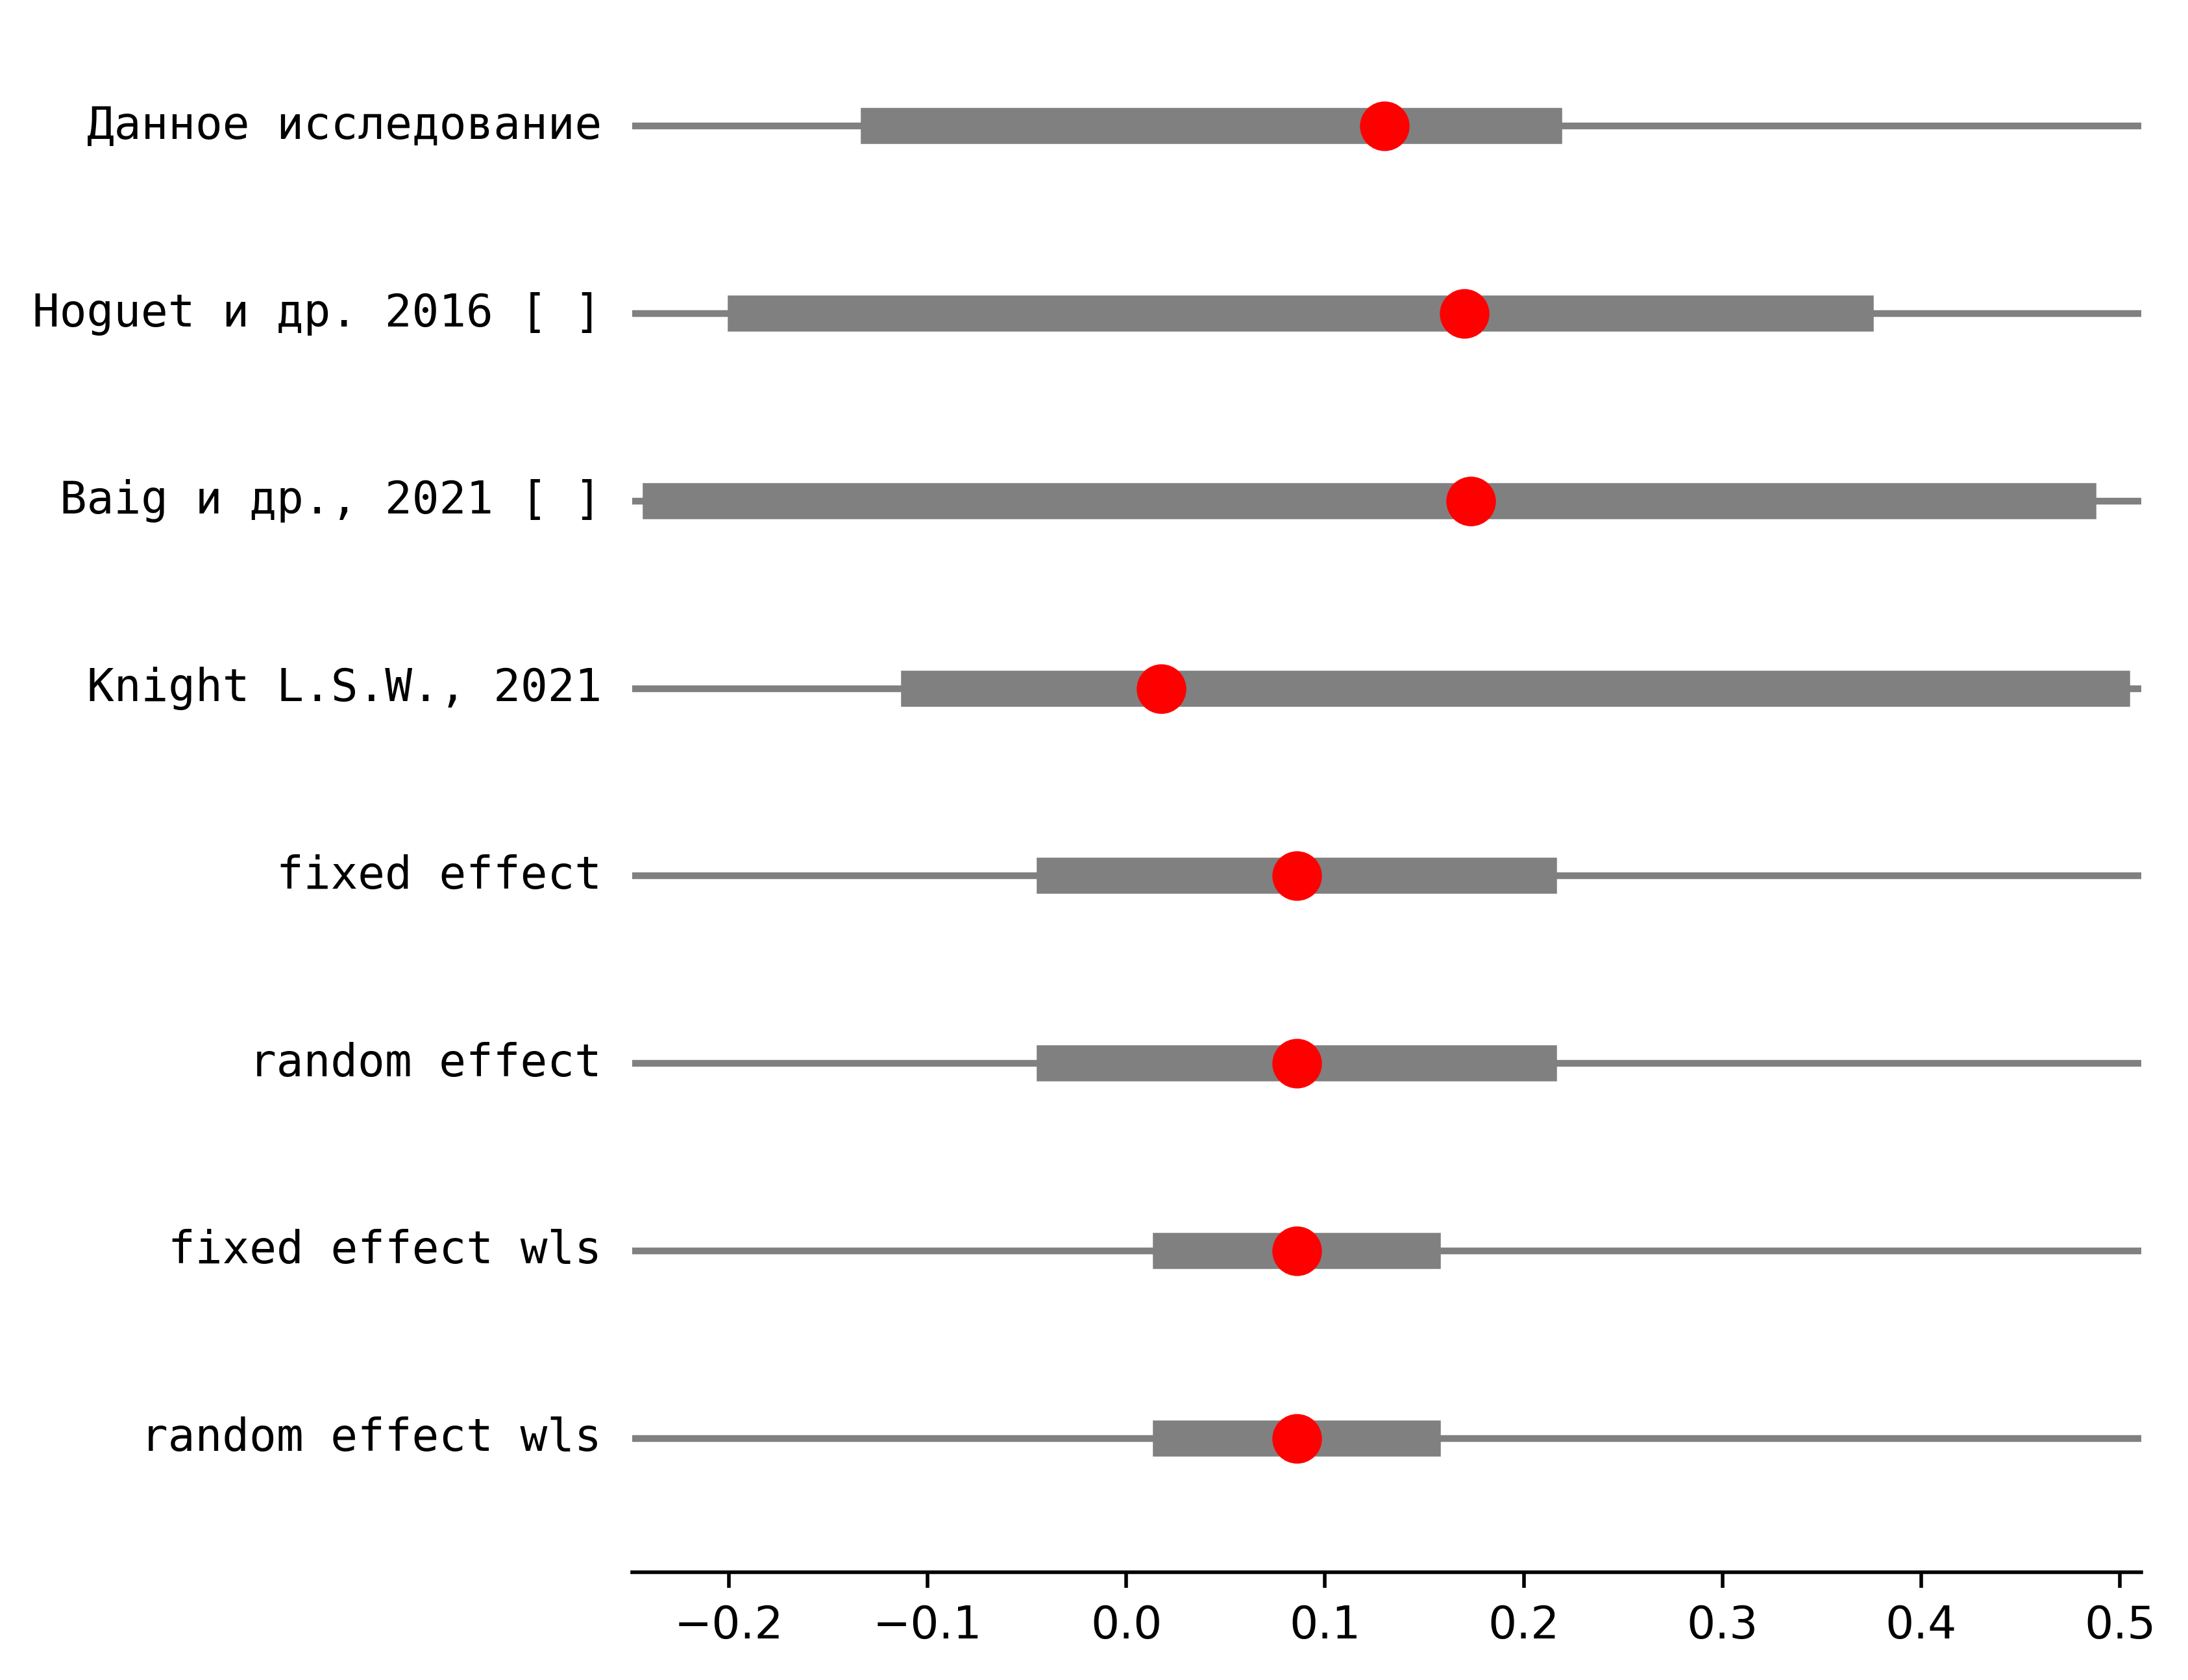 Данное исследование
Hoguet и др. 2016 [ ]
Baig и др., 2021 [ ]
Knight L.S.W., 2021
fixed effect
random effect
fixed effect wls
random effect wls
−0.2 −0.1 0.0 0.1 0.2 0.3 0.4 0.5